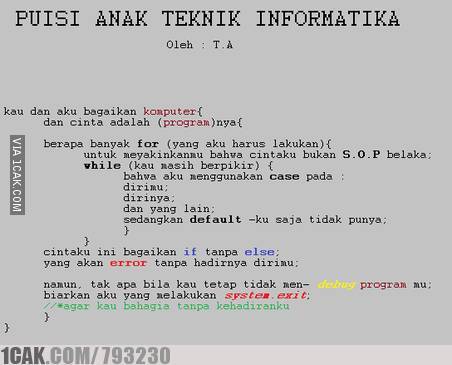 PUISI ANAK TEKNIK INFORMATIKA
Oleh : T.A
kau dan aku bagaikan komputer{
dan cinta adalah (program)nya{
berapa banyak for (yang aku harus lakukan){
untuk meyakinkanmu bahwa cintaku bukan S.O.P belaka;
while (kau masih berpikir) {
bahwa aku menggunakan case pada :
dirimu;
dirinya;
dan yang lain;
sedangkan default -ku saja tidak punya;
}
}
cintaku ini bagaikan if tanpa else;
yang akan error tanpa hadirnya dirimu;
namun, tak apa bila kau tetap tidak men- debug program mu;
biarkan aku yang melakukan system.exit;
//*agar kau bahagia tanpa kehadiranku
}
}
VIA 1CAK.COM
1CAK.COM/793230